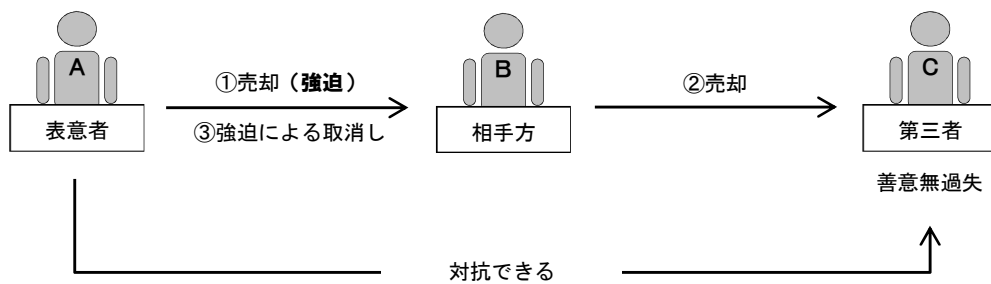 A
B
C
①売却（強迫）
②売却
表意者
③強迫による取消し
相手方
第三者
善意無過失
対抗できる